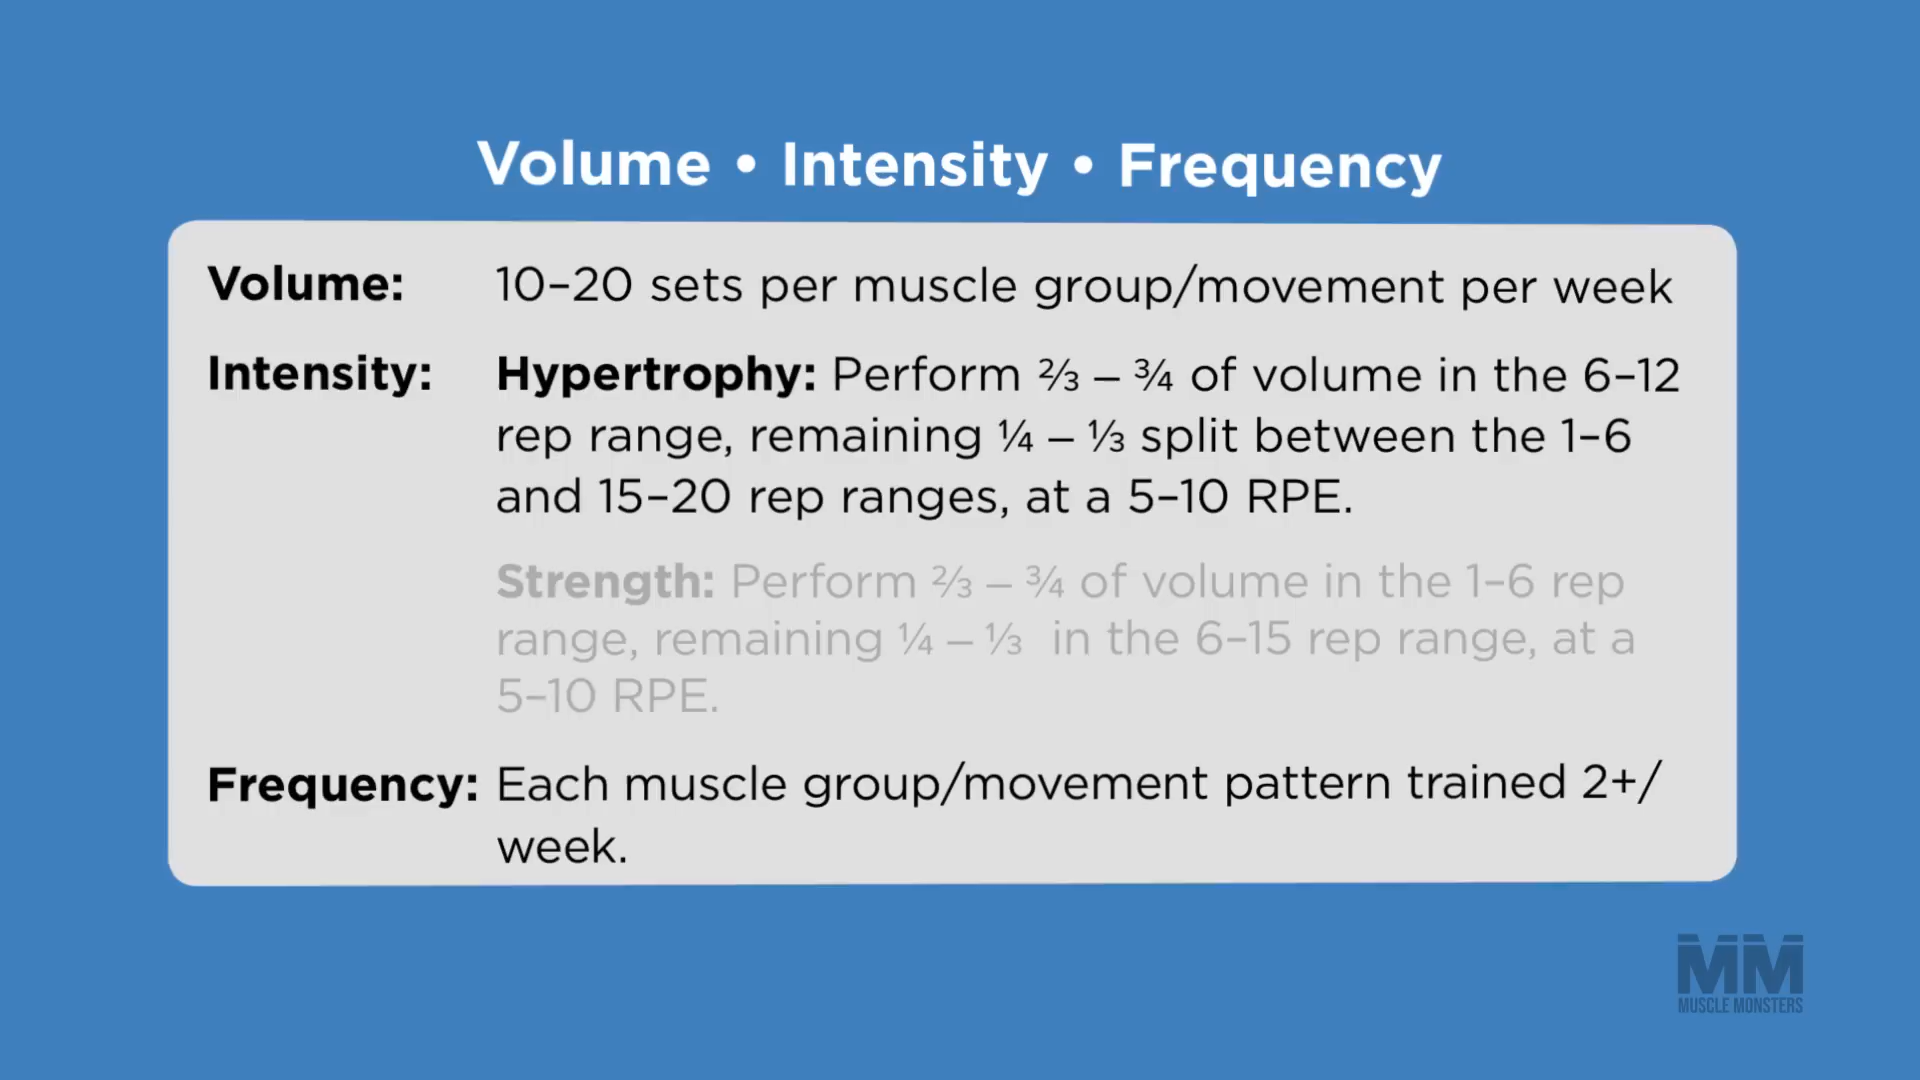 Volume • Intensity • Frequency
Volume: 10–20 sets per muscle group/movement per week
Intensity: Hypertrophy: Perform ⅔ – ¾ of volume in the 6–12
rep range, remaining ¼ – ⅓ split between the 1–6
and 15–20 rep ranges, at a 5–10 RPE.
Strength: Perform ⅔ – ¾ of volume in the 1–6 rep
range, remaining ¼ – ⅓ in the 6–15 rep range, at a
5–10 RPE.
Frequency: Each muscle group/movement pattern trained 2+/
week.
MM
MUSCLE MONSTERS